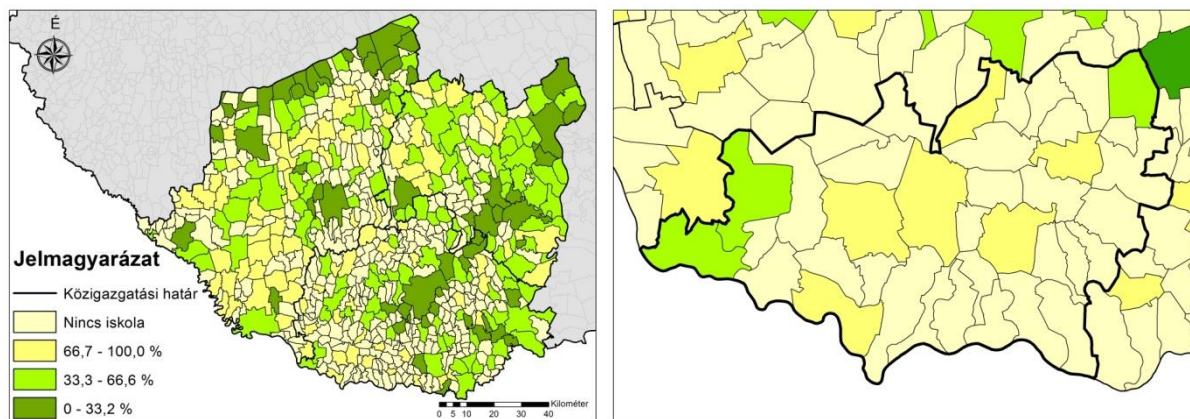 É
Jelmagyarázat
Közigazgatási határ
Nincs iskola
66,7 - 100,0 %
33,3 - 66,6 %
0 - 33,2 %
Kilométer
0 5 10 20 30 40